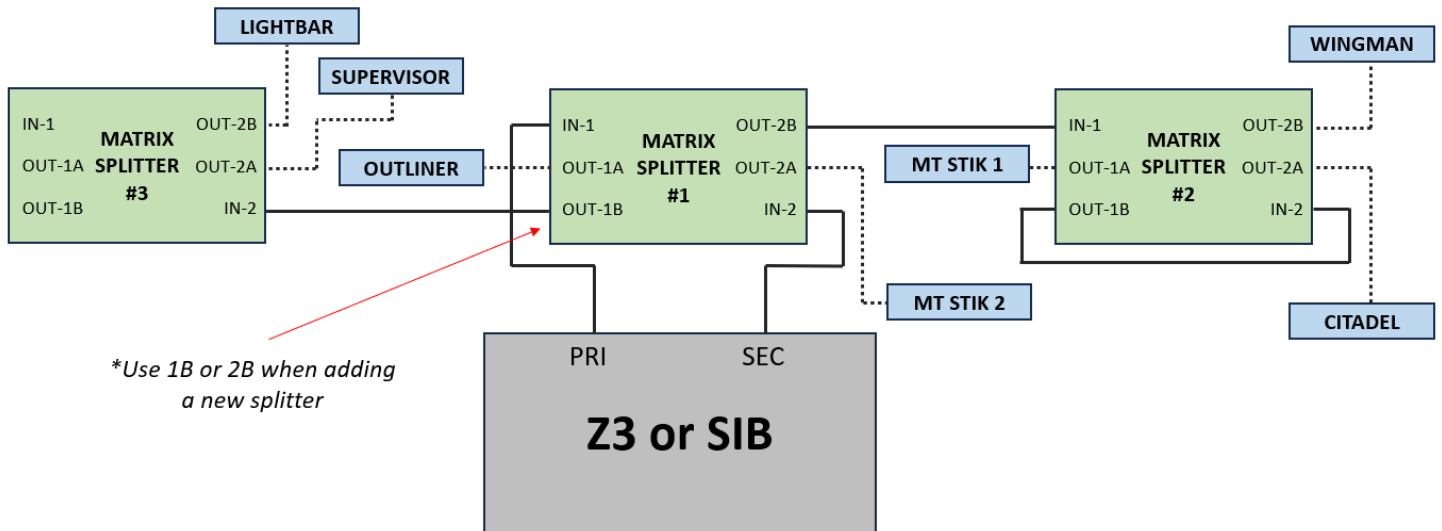 LIGHTBAR
SUPERVISOR
WINGMAN
IN-1
OUT-1A
OUT-1B
MATRIX
SPLITTER
#3
OUT-2B
OUT-2A
IN-2
OUTLINER
IN-1
OUT-1A
OUT-1B
MATRIX
SPLITTER
#1
OUT-2B
OUT-2A
IN-2
MT STIK 1
IN-1
OUT-1A
OUT-1B
MATRIX
SPLITTER
#2
OUT-2B
OUT-2A
IN-2
MT STIK 2
CITADEL
*Use 1B or 2B when adding
a new splitter
PRI
SEC
Z3 or SIB